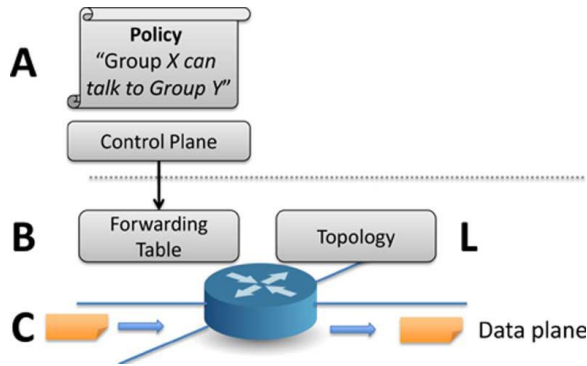 A
Policy
“Group X can
talk to Group Y”
Control Plane
B
Forwarding
Table
Topology
L
C
Data plane